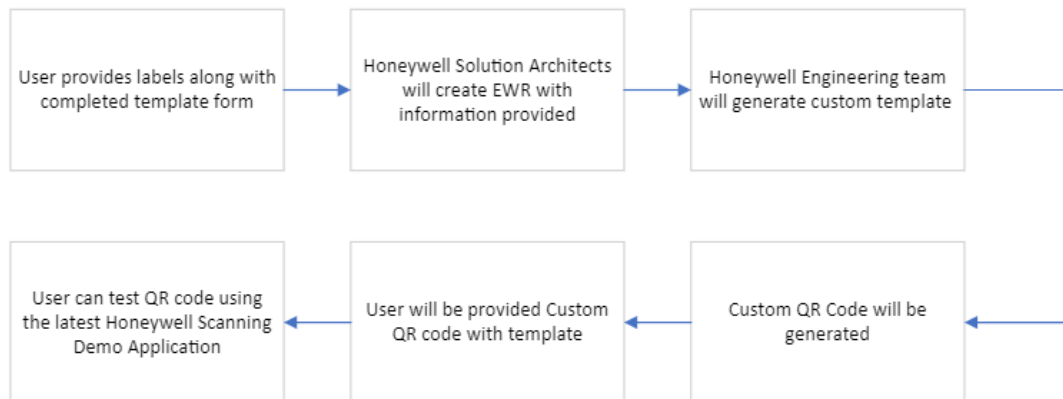 User provides labels along with
completed template form
Honeywell Solution Architects
will create EWR with
information provided
Honeywell Engineering team
will generate custom template
Custom QR Code will be
generated
User will be provided Custom
QR code with template
User can test QR code using
the latest Honeywell Scanning
Demo Application